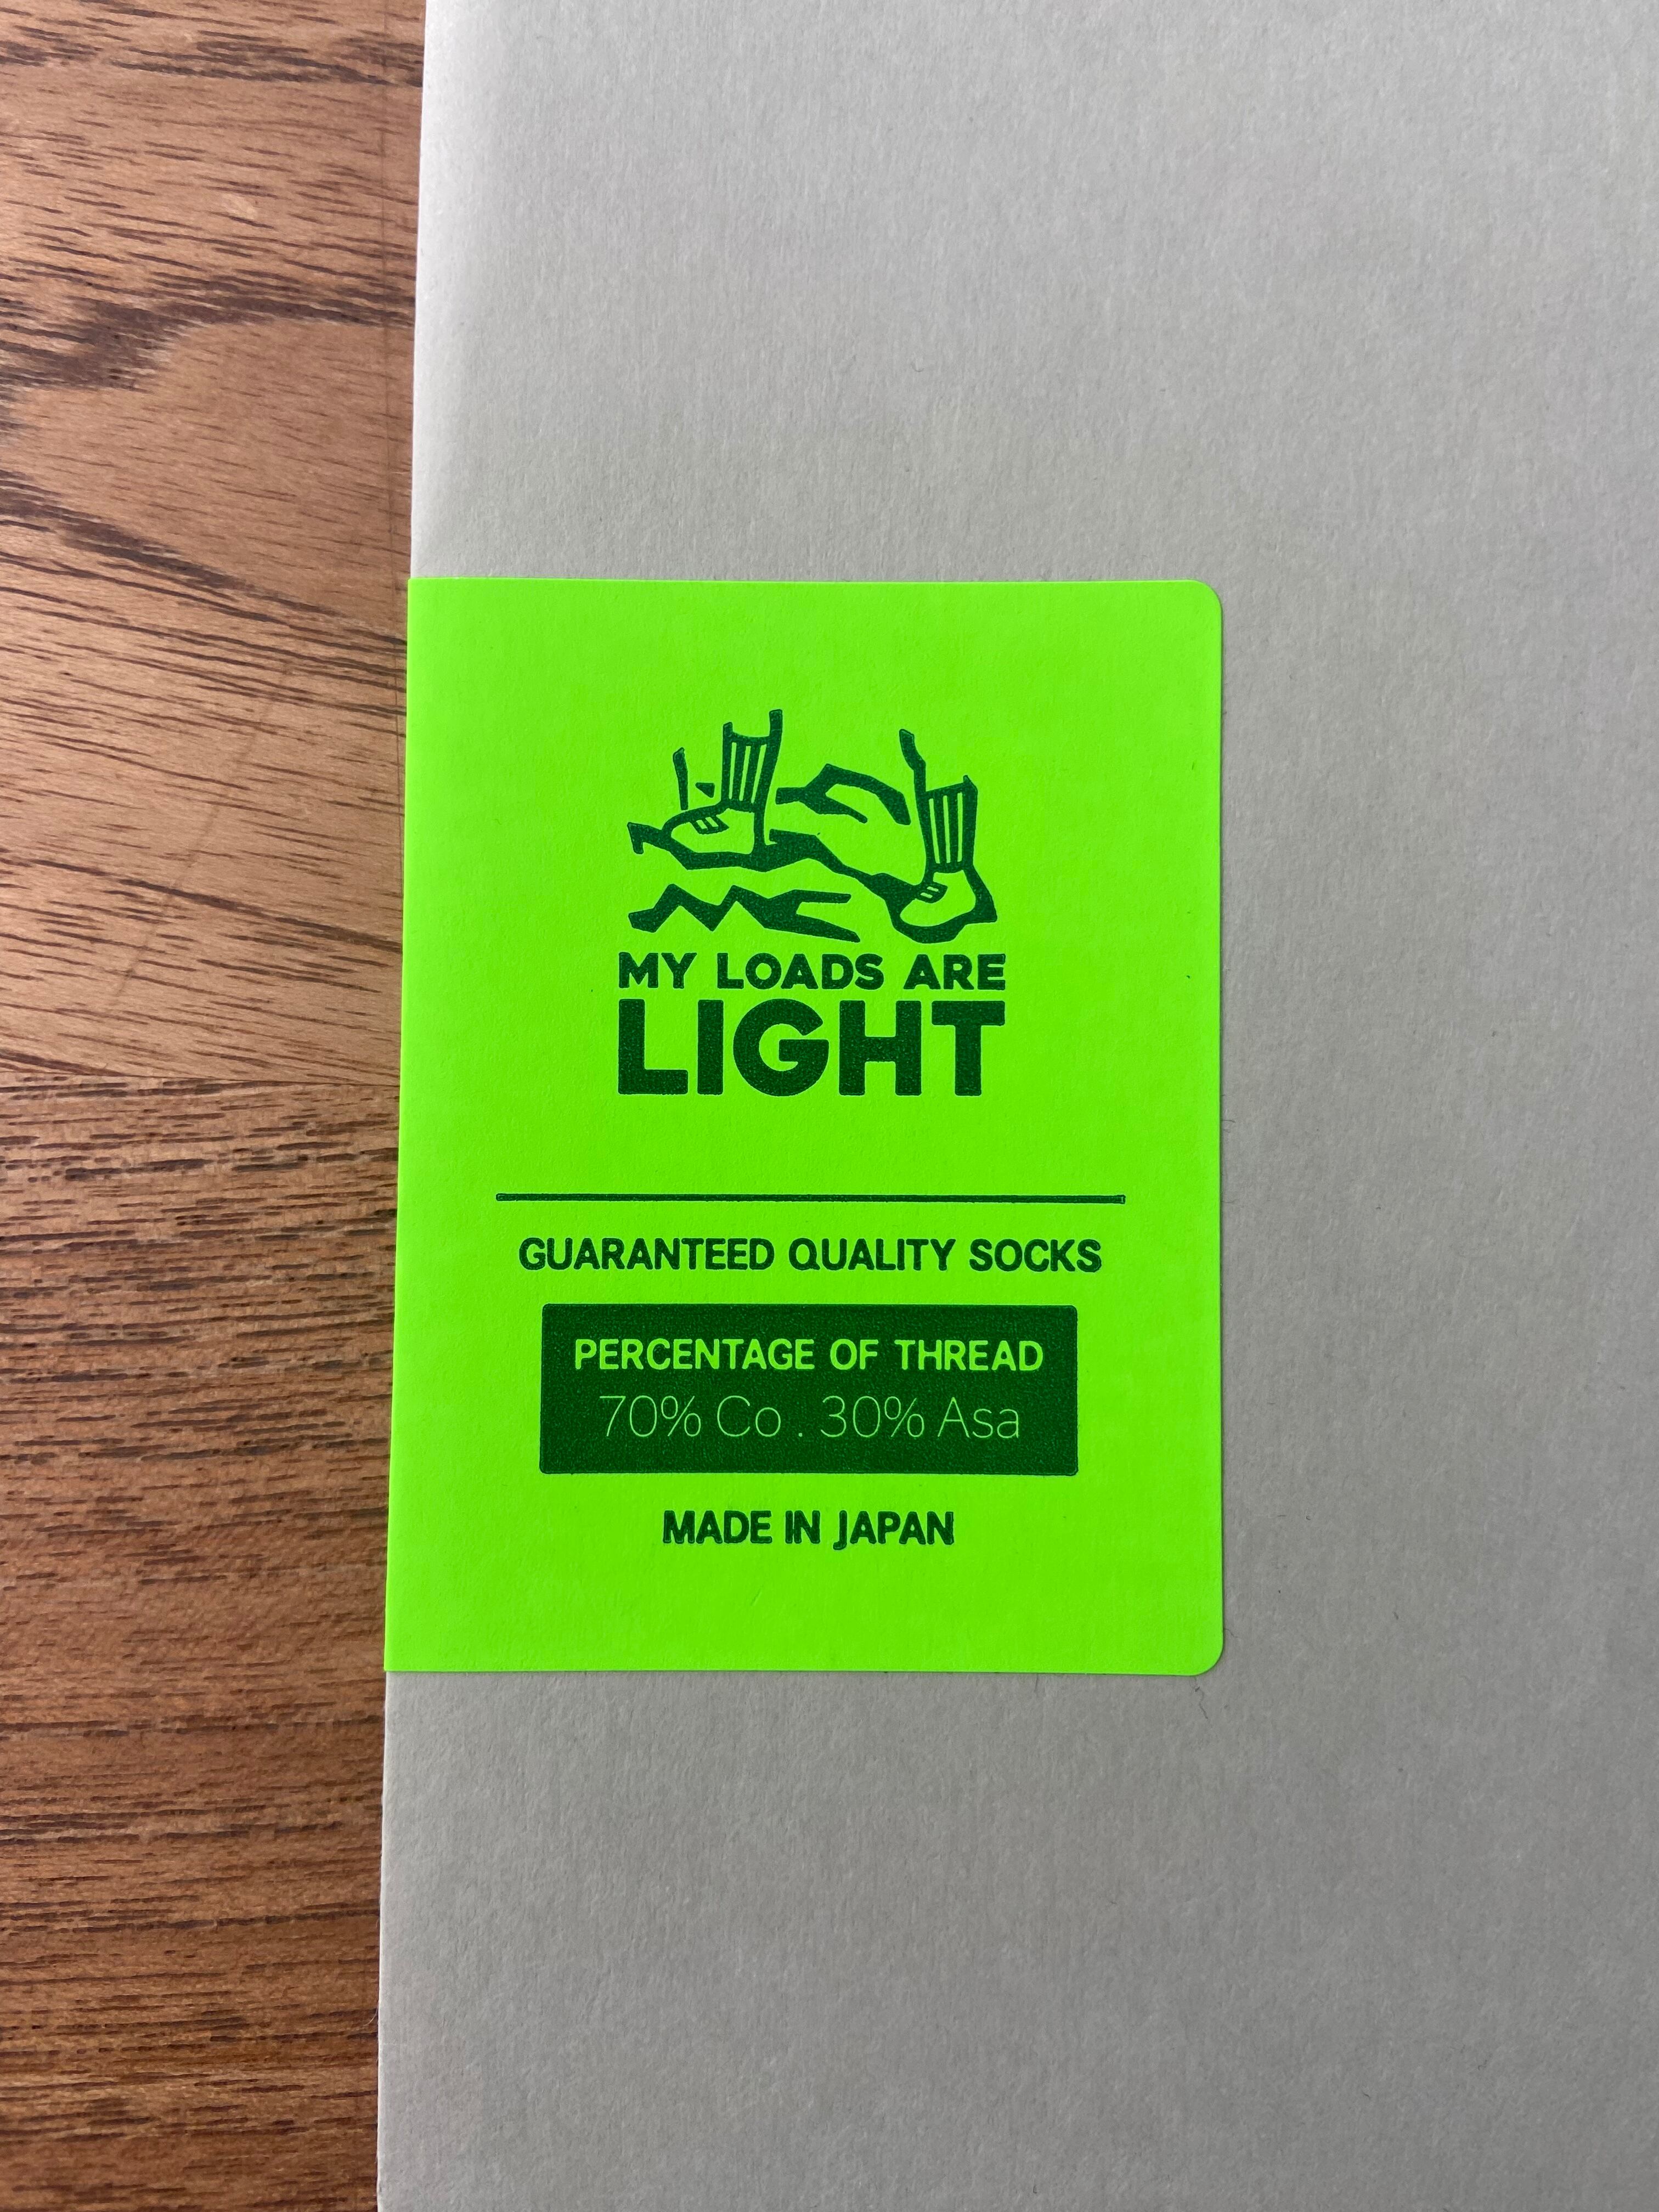 MY LOADS ARE
LIGHT
GUARANTEED QUALITY SOCKS
PERCENTAGE OF THREAD
70% Co . 30% Asa
MADE IN JAPAN